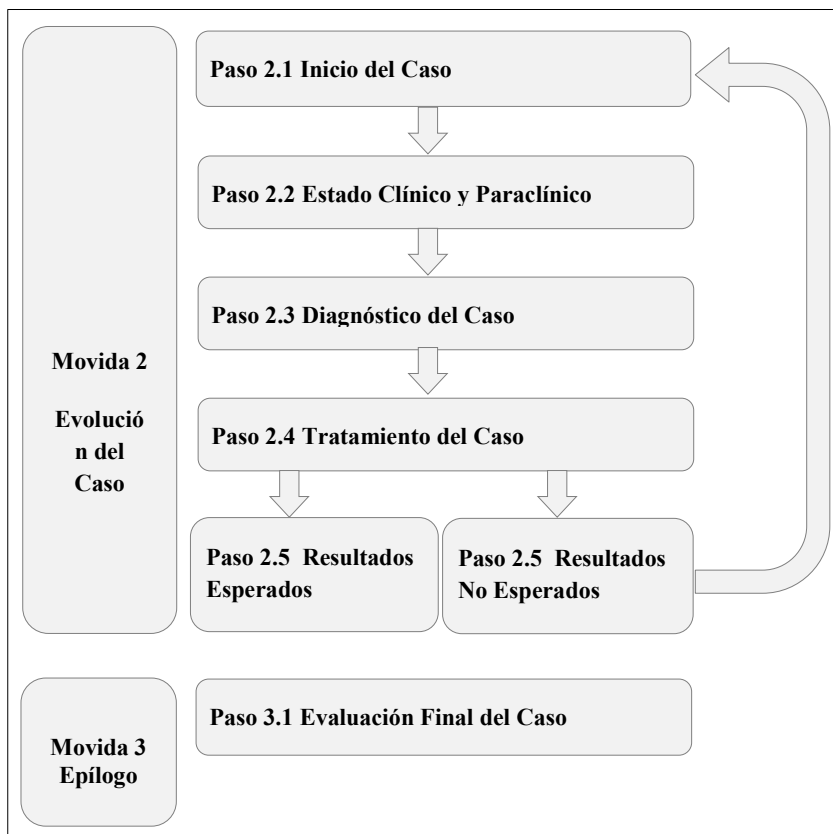 Paso 2.1 Inicio del Caso
Paso 2.2 Estado Clínico y Paraclínico
Paso 2.3 Diagnóstico del Caso
Movida 2
Evolució
n del
Caso
Paso 2.4 Tratamiento del Caso
Paso 2.5 Resultados
Esperados
Paso 2.5 Resultados
No Esperados
Paso 3.1 Evaluación Final del Caso
Movida 3
Epílogo